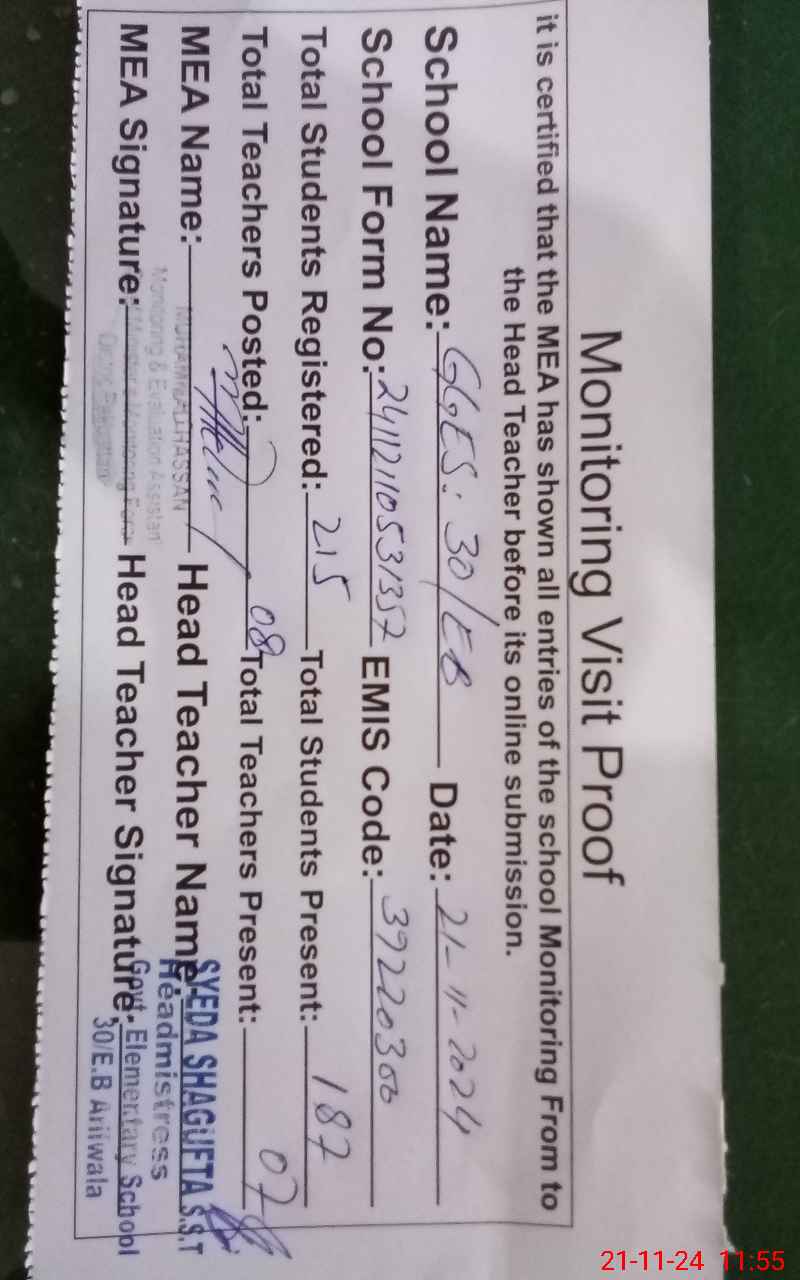 Monitoring Visit Proof
it is certified that the MEA has shown all entries of the school Monitoring From to
the Head Teacher before its online submission.
School Name: GGES: 30/EB Date: 21-11-2024
School Form No: 24112110531357 EMIS Code: 39220300
Total Students Registered: 215 Total Students Present: 187
Total Teachers Posted: 08 Total Teachers Present: 07
MEA Name: MUHAMMAD HASSAN Head Teacher Name: SYEDA SHAGUFTA S.S.T
Monitoring & Evaluation Assistant Headmistress
MEA Signature: Head Teacher Signature: Govt. Elementary School
30/E.B Arifwala
21-11-24 11:55